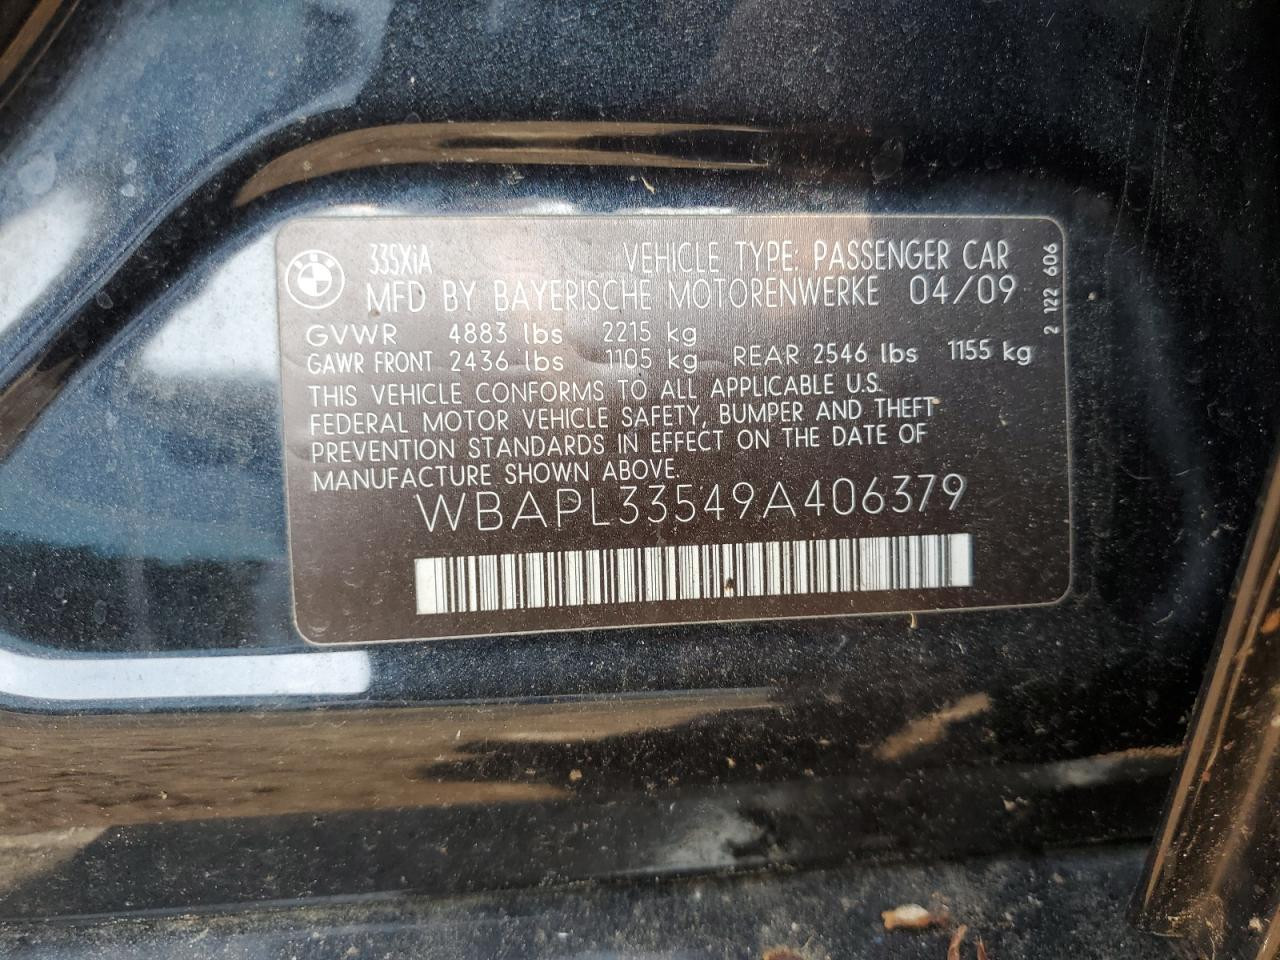 335XiA VEHICLE TYPE: PASSENGER CAR
MFD BY BAYERISCHE MOTORENWERKE 04/09
GVWR 4883 lbs 2215 kg
GAWR FRONT 2436 lbs 1105 kg REAR 2546 lbs 1155 kg
THIS VEHICLE CONFORMS TO ALL APPLICABLE U.S.
FEDERAL MOTOR VEHICLE SAFETY, BUMPER AND THEFT
PREVENTION STANDARDS IN EFFECT ON THE DATE OF
MANUFACTURE SHOWN ABOVE.
WBAPL33549A406379
2 122 606